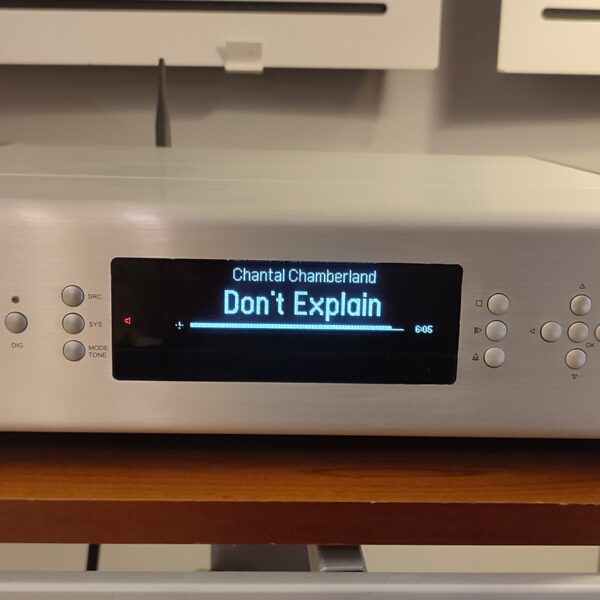 Chantal Chamberland
Don't Explain
6:05
SRC
SYS
MODE
TONE
DIG
OK